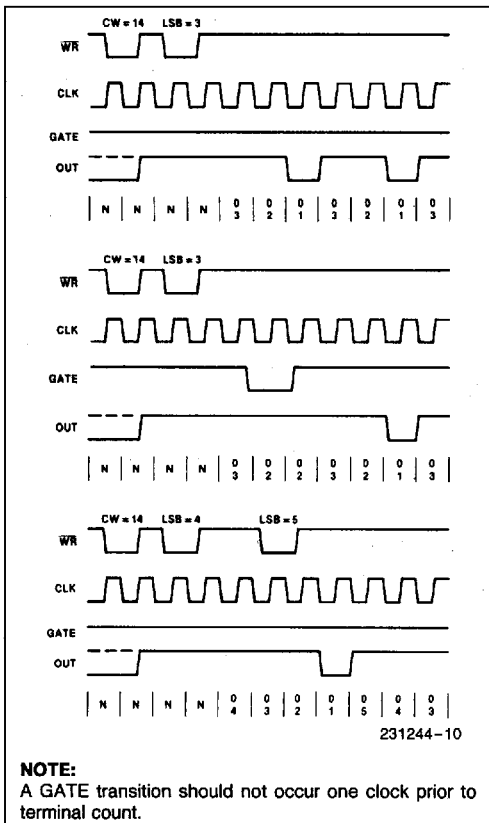 CW = 14 LSB = 3
WR
CLK
GATE
OUT
N N N N 0 3 0 2 0 1 0 3 0 2 0 1 0 3
CW = 14 LSB = 3
WR
CLK
GATE
OUT
N N N N 0 3 0 2 0 2 0 3 0 2 0 1 0 3
CW = 14 LSB = 4 LSB = 5
WR
CLK
GATE
OUT
N N N N 0 4 0 3 0 2 0 1 0 5 0 4 0 3
231244-10
NOTE:
A GATE transition should not occur one clock prior to
terminal count.